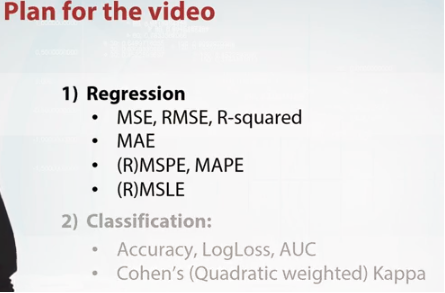 Plan for the video
1) Regression
• MSE, RMSE, R-squared
• MAE
• (R)MSPE, MAPE
• (R)MSLE
2) Classification:
• Accuracy, LogLoss, AUC
• Cohen's (Quadratic weighted) Kappa